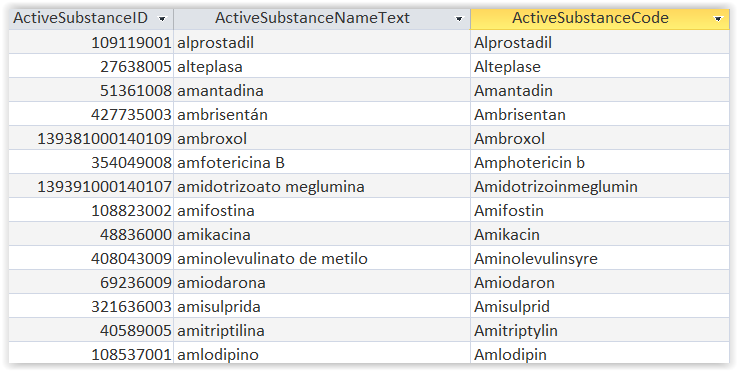 ActiveSubstanceID ActiveSubstanceNameText ActiveSubstanceCode
109119001 alprostadil Alprostadil
27638005 alteplasa Alteplase
51361008 amantadina Amantadin
427735003 ambrisentán Ambrisentan
139381000140109 ambroxol Ambroxol
354049008 amfotericina B Amphotericin b
139391000140107 amidotrizoato meglumina Amidotrizoinmeglumin
108823002 amifostina Amifostin
48836000 amikacina Amikacin
408043009 aminolevulinato de metilo Aminolevulinsyre
69236009 amiodarona Amiodaron
321636003 amisulprida Amisulprid
40589005 amitriptilina Amitriptylin
108537001 amlodipino Amlodipin